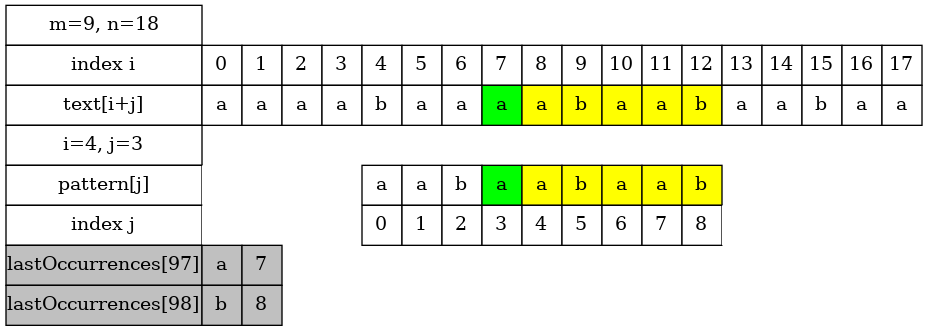 m=9, n=18
index i 0 1 2 3 4 5 6 7 8 9 10 11 12 13 14 15 16 17
text[i+j] a a a a b a a a a b a a b a a b a a
i=4, j=3
pattern[j] a a b a a b a a b
index j 0 1 2 3 4 5 6 7 8
lastOccurrences[97] a 7
lastOccurrences[98] b 8